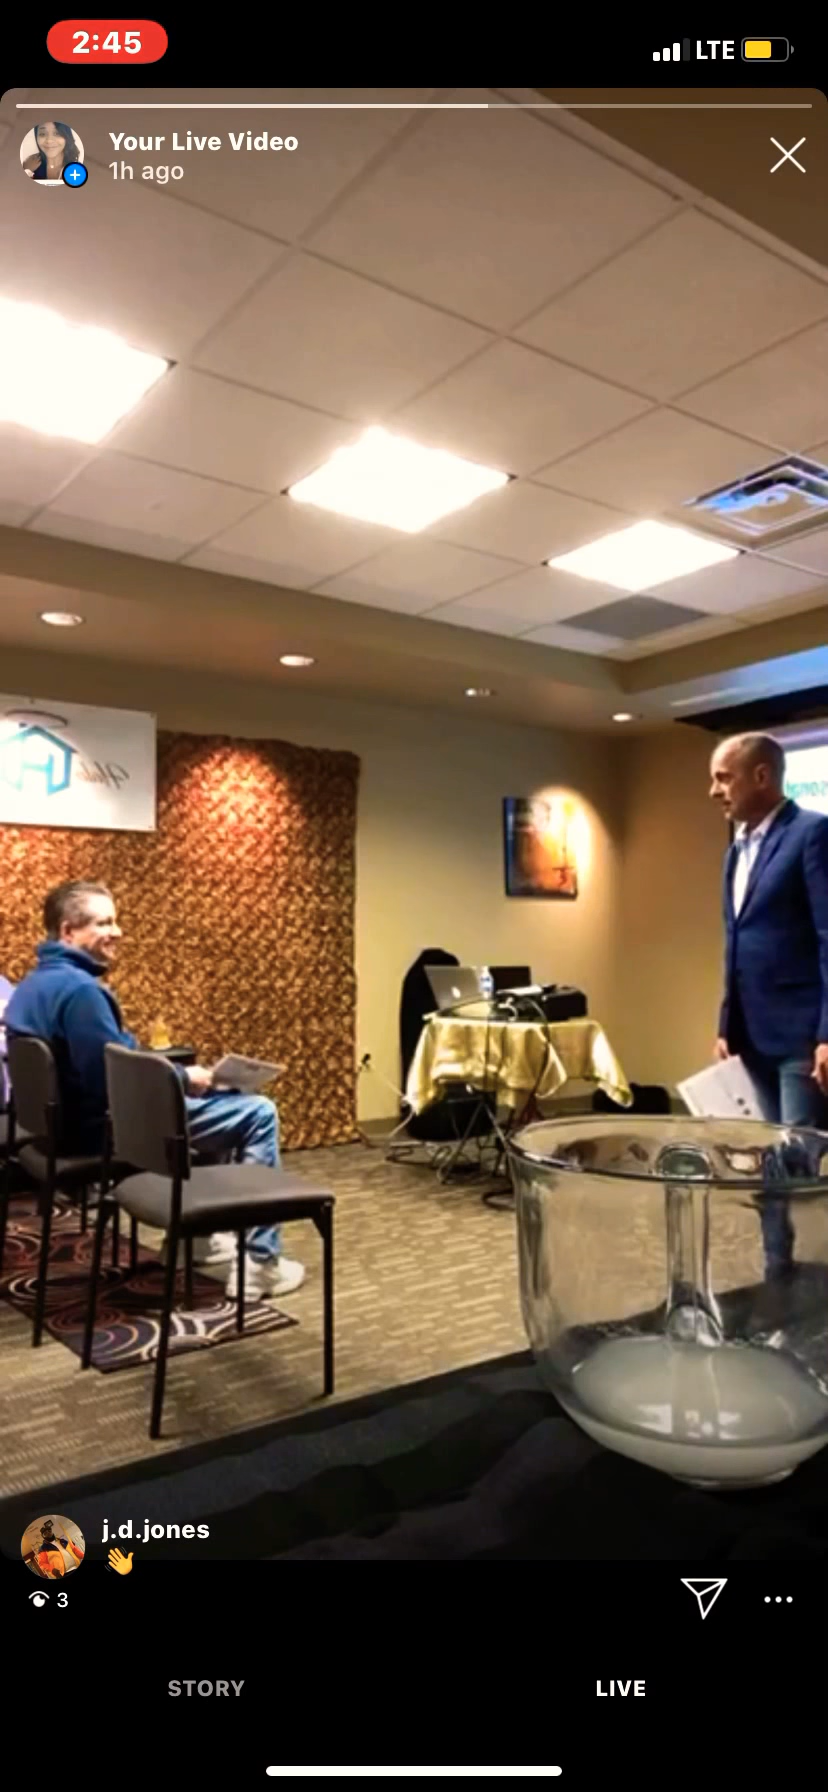 2:45
LTE
Your Live Video
1h ago
j.d.jones
👋
3
STORY
LIVE